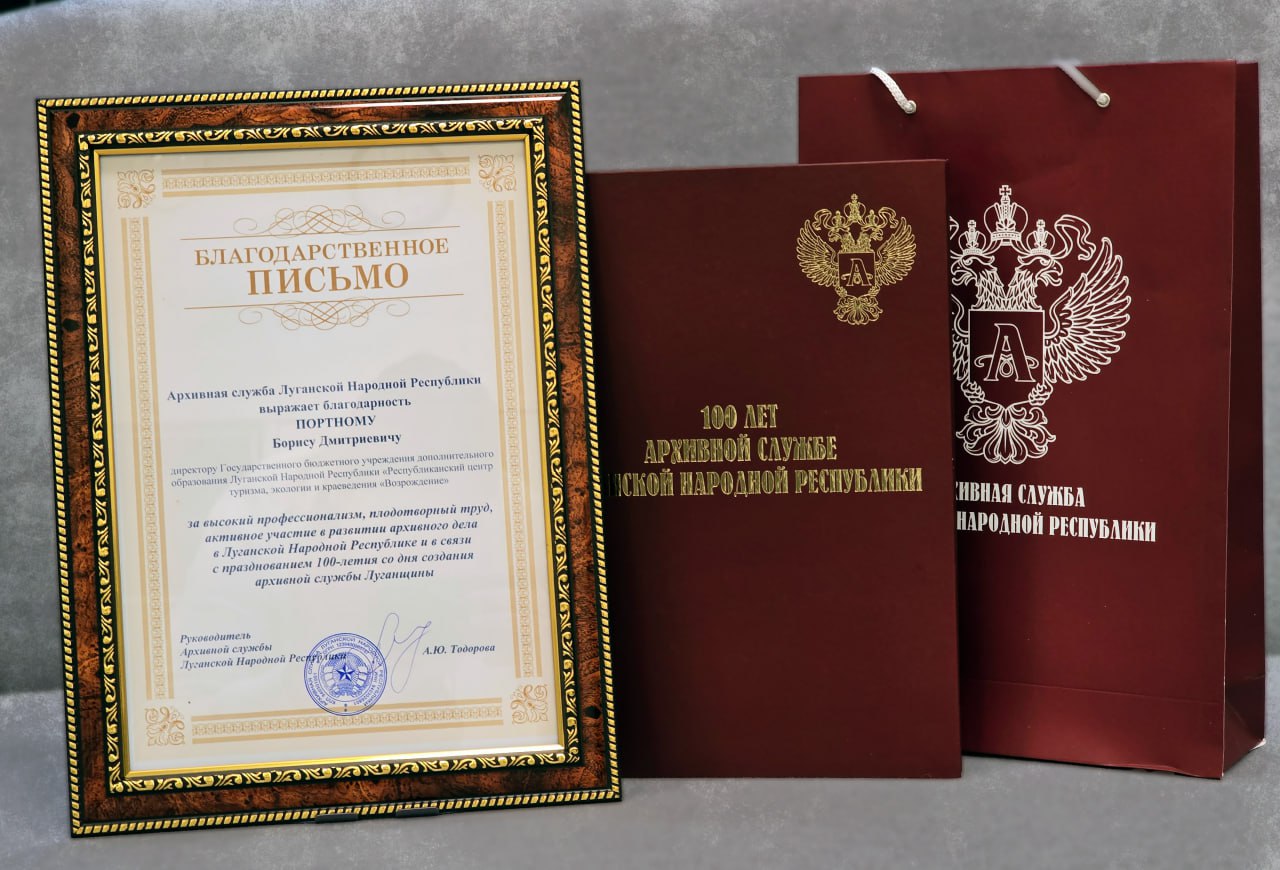 БЛАГОДАРСТВЕННОЕ
ПИСЬМО
Архивная служба Луганской Народной Республики
выражает благодарность
ПОРТНОМУ
Борису Дмитриевичу
директору Государственного бюджетного учреждения дополнительного
образования Луганской Народной Республики «Республиканский центр
туризма, экологии и краеведения «Возрождение»
за высокий профессионализм, плодотворный труд,
активное участие в развитии архивного дела
в Луганской Народной Республике и в связи
с празднованием 100-летия со дня создания
архивной службы Луганщины
Руководитель
Архивной службы
Луганской Народной Республики
А.Ю. Тодорова
А
100 ЛЕТ
АРХИВНОЙ СЛУЖБЕ
НСКОЙ НАРОДНОЙ РЕСПУБЛИКИ
А
ИВНАЯ СЛУЖБА
НАРОДНОЙ РЕСПУБЛИКИ